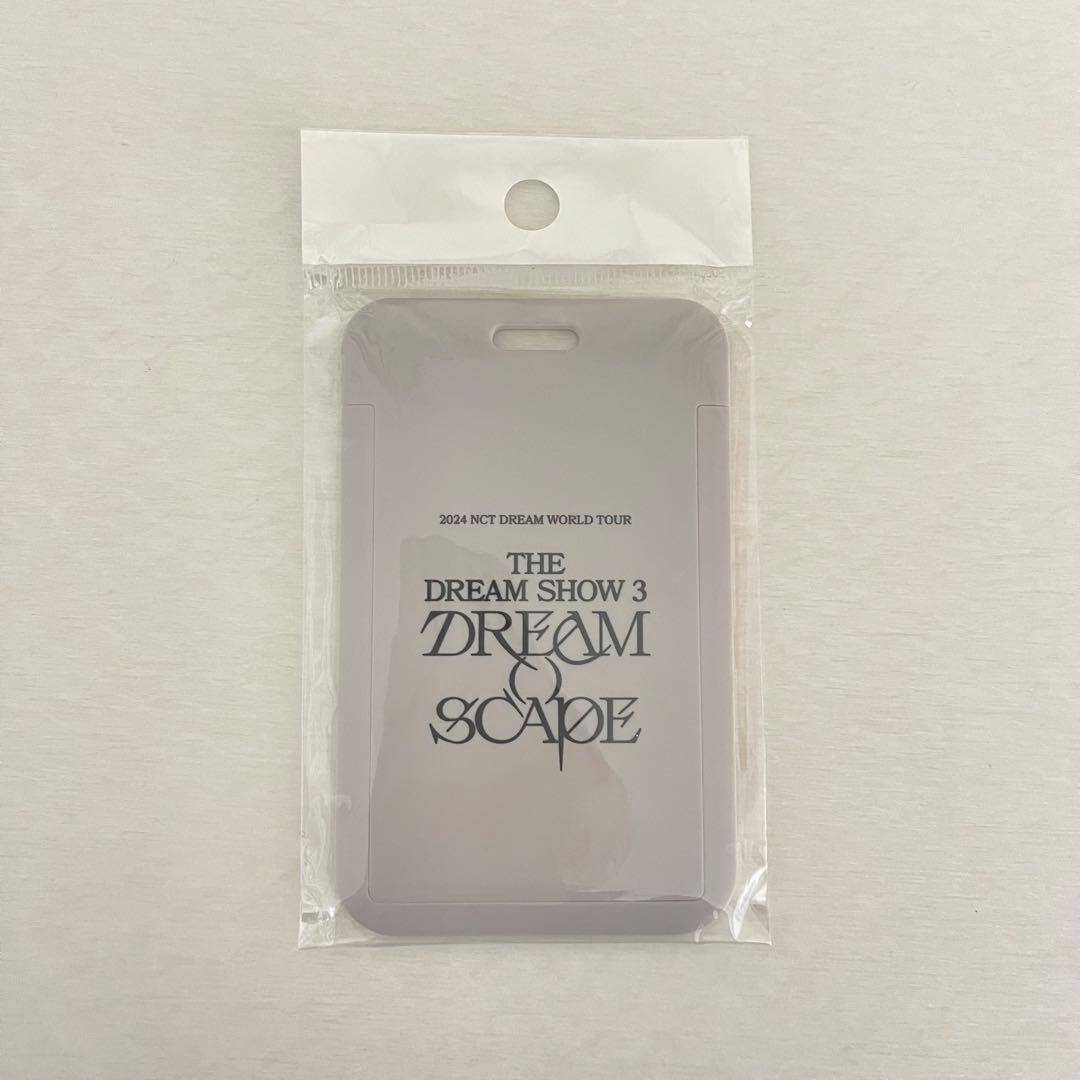 2024 NCT DREAM WORLD TOUR
THE
DREAM SHOW 3
DREAM
SCAPE